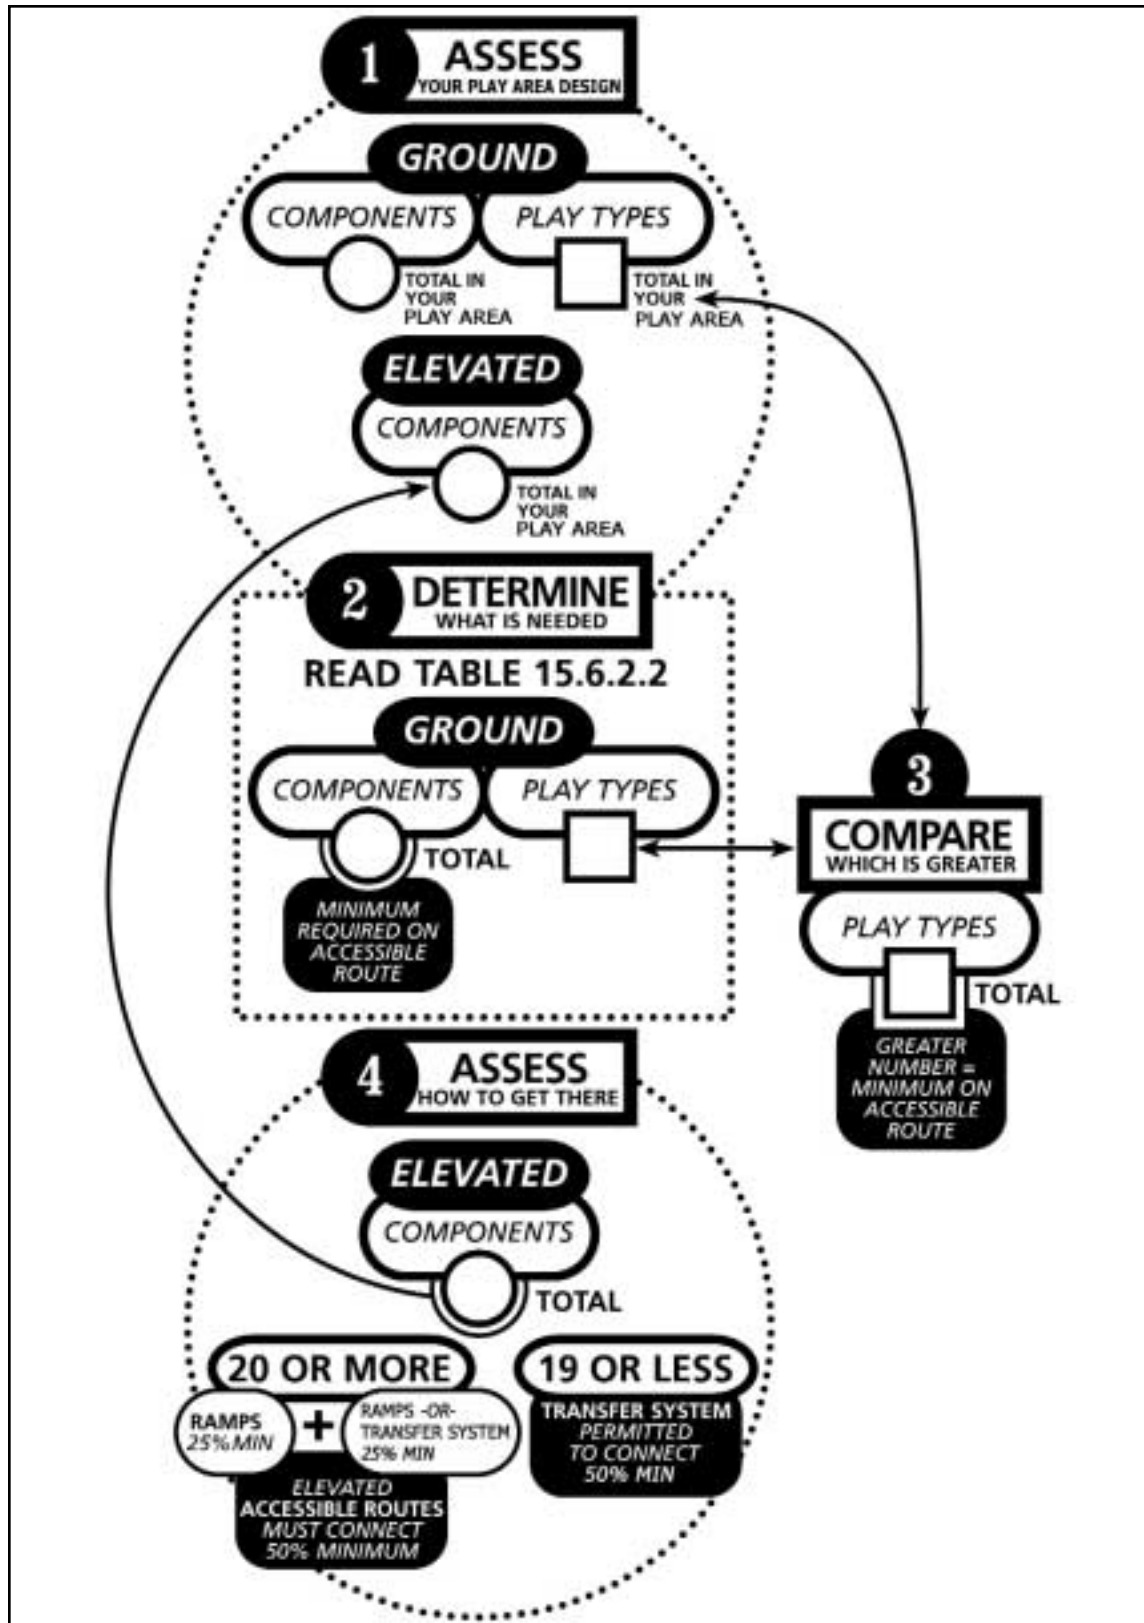 1
ASSESS
YOUR PLAY AREA DESIGN
GROUND
COMPONENTS
PLAY TYPES
TOTAL IN
YOUR
PLAY AREA
TOTAL IN
YOUR
PLAY AREA
ELEVATED
COMPONENTS
TOTAL IN
YOUR
PLAY AREA
2
DETERMINE
WHAT IS NEEDED
READ TABLE 15.6.2.2
GROUND
COMPONENTS
PLAY TYPES
TOTAL
MINIMUM
REQUIRED ON
ACCESSIBLE
ROUTE
3
COMPARE
WHICH IS GREATER
PLAY TYPES
TOTAL
GREATER
NUMBER =
MINIMUM ON
ACCESSIBLE
ROUTE
4
ASSESS
HOW TO GET THERE
ELEVATED
COMPONENTS
TOTAL
20 OR MORE
RAMPS
25% MIN
+
RAMPS -OR-
TRANSFER SYSTEM
25% MIN
ELEVATED
ACCESSIBLE ROUTES
MUST CONNECT
50% MINIMUM
19 OR LESS
TRANSFER SYSTEM
PERMITTED
TO CONNECT
50% MIN